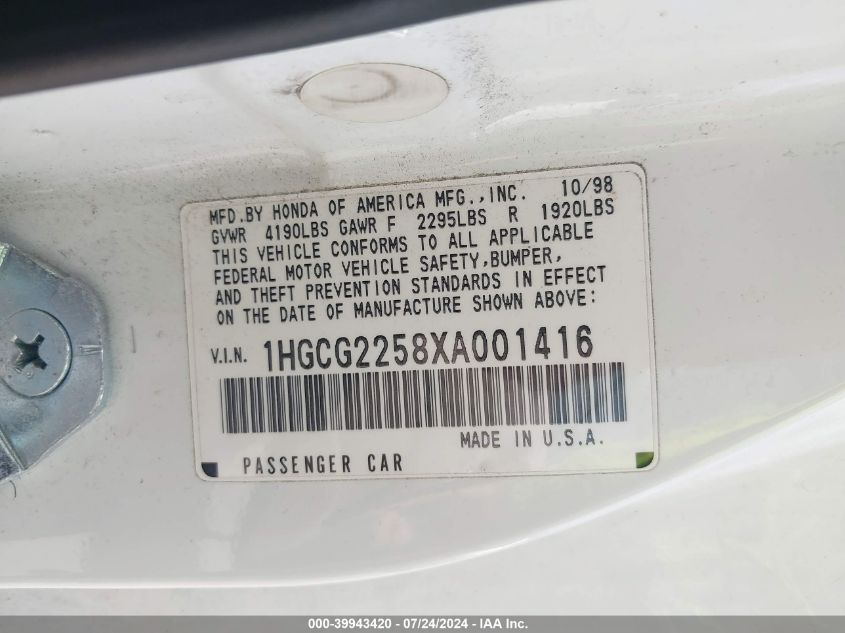 MFD.BY HONDA OF AMERICA MFG.,INC. 10/98
GVWR 4190LBS GAWR F 2295LBS R 1920LBS
THIS VEHICLE CONFORMS TO ALL APPLICABLE
FEDERAL MOTOR VEHICLE SAFETY,BUMPER,
AND THEFT PREVENTION STANDARDS IN EFFECT
ON THE DATE OF MANUFACTURE SHOWN ABOVE:
V.I.N. 1HGCG2258XA001416
MADE IN U.S.A.
PASSENGER CAR
000-39943420 - 07/24/2024 - IAA Inc.